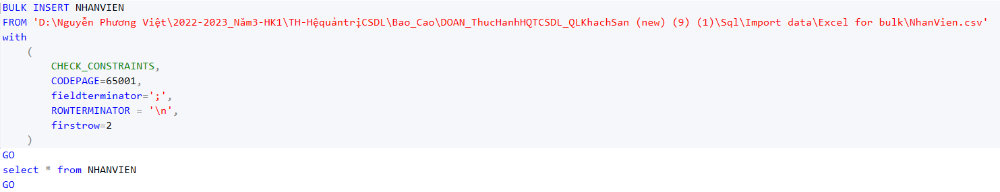 BULK INSERT NHANVIEN
FROM 'D:\Nguyễn Phương Việt\2022-2023_Năm3-HK1\TH-HệquảntrịCSDL\Bao_Cao\DOAN_ThucHanhHQTCSDL_QLKhachSan (new) (9) (1)\Sql\Import data\Excel for bulk\NhanVien.csv'
with
(
CHECK_CONSTRAINTS,
CODEPAGE=65001,
fieldterminator=';',
ROWTERMINATOR = '\n',
firstrow=2
)
GO
select * from NHANVIEN
GO